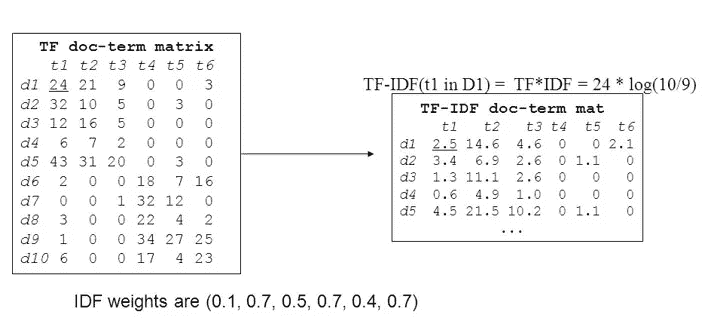 TF doc-term matrix
t1 t2 t3 t4 t5 t6
d1 24 21 9 0 0 3
d2 32 10 5 0 3 0
d3 12 16 5 0 0 0
d4 6 7 2 0 0 0
d5 43 31 20 0 3 0
d6 2 0 0 18 7 16
d7 0 0 1 32 12 0
d8 3 0 0 22 4 2
d9 1 0 0 34 27 25
d10 6 0 0 17 4 23
TF-IDF(t1 in D1) = TF*IDF = 24 * log(10/9)
TF-IDF doc-term mat
t1 t2 t3 t4 t5 t6
d1 2.5 14.6 4.6 0 0 2.1
d2 3.4 6.9 2.6 0 1.1 0
d3 1.3 11.1 2.6 0 0 0
d4 0.6 4.9 1.0 0 0 0
d5 4.5 21.5 10.2 0 1.1 0
...
IDF weights are (0.1, 0.7, 0.5, 0.7, 0.4, 0.7)